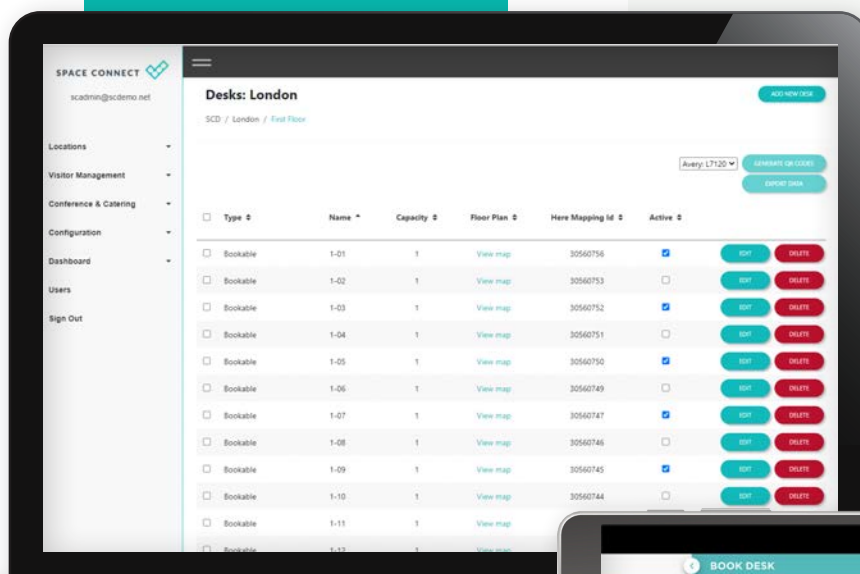 SPACE CONNECT
scadmin@scdemo.net
Locations
Visitor Management
Conference & Catering
Configuration
Dashboard
Users
Sign Out
Desks: London
ADD NEW DESK
SCD / London / First Floor
Avery: L7120
GENERATE QR CODES
EXPORT DATA
Type Name Capacity Floor Plan Here Mapping Id Active
Bookable 1-01 1 View map 30560756 EDIT DELETE
Bookable 1-02 1 View map 30560753 EDIT DELETE
Bookable 1-03 1 View map 30560752 EDIT DELETE
Bookable 1-04 1 View map 30560751 EDIT DELETE
Bookable 1-05 1 View map 30560750 EDIT DELETE
Bookable 1-06 1 View map 30560749 EDIT DELETE
Bookable 1-07 1 View map 30560747 EDIT DELETE
Bookable 1-08 1 View map 30560746 EDIT DELETE
Bookable 1-09 1 View map 30560745 EDIT DELETE
Bookable 1-10 1 View map 30560744 EDIT DELETE
Bookable 1-11 1 View map
Bookable 1-12 1 View map
BOOK DESK